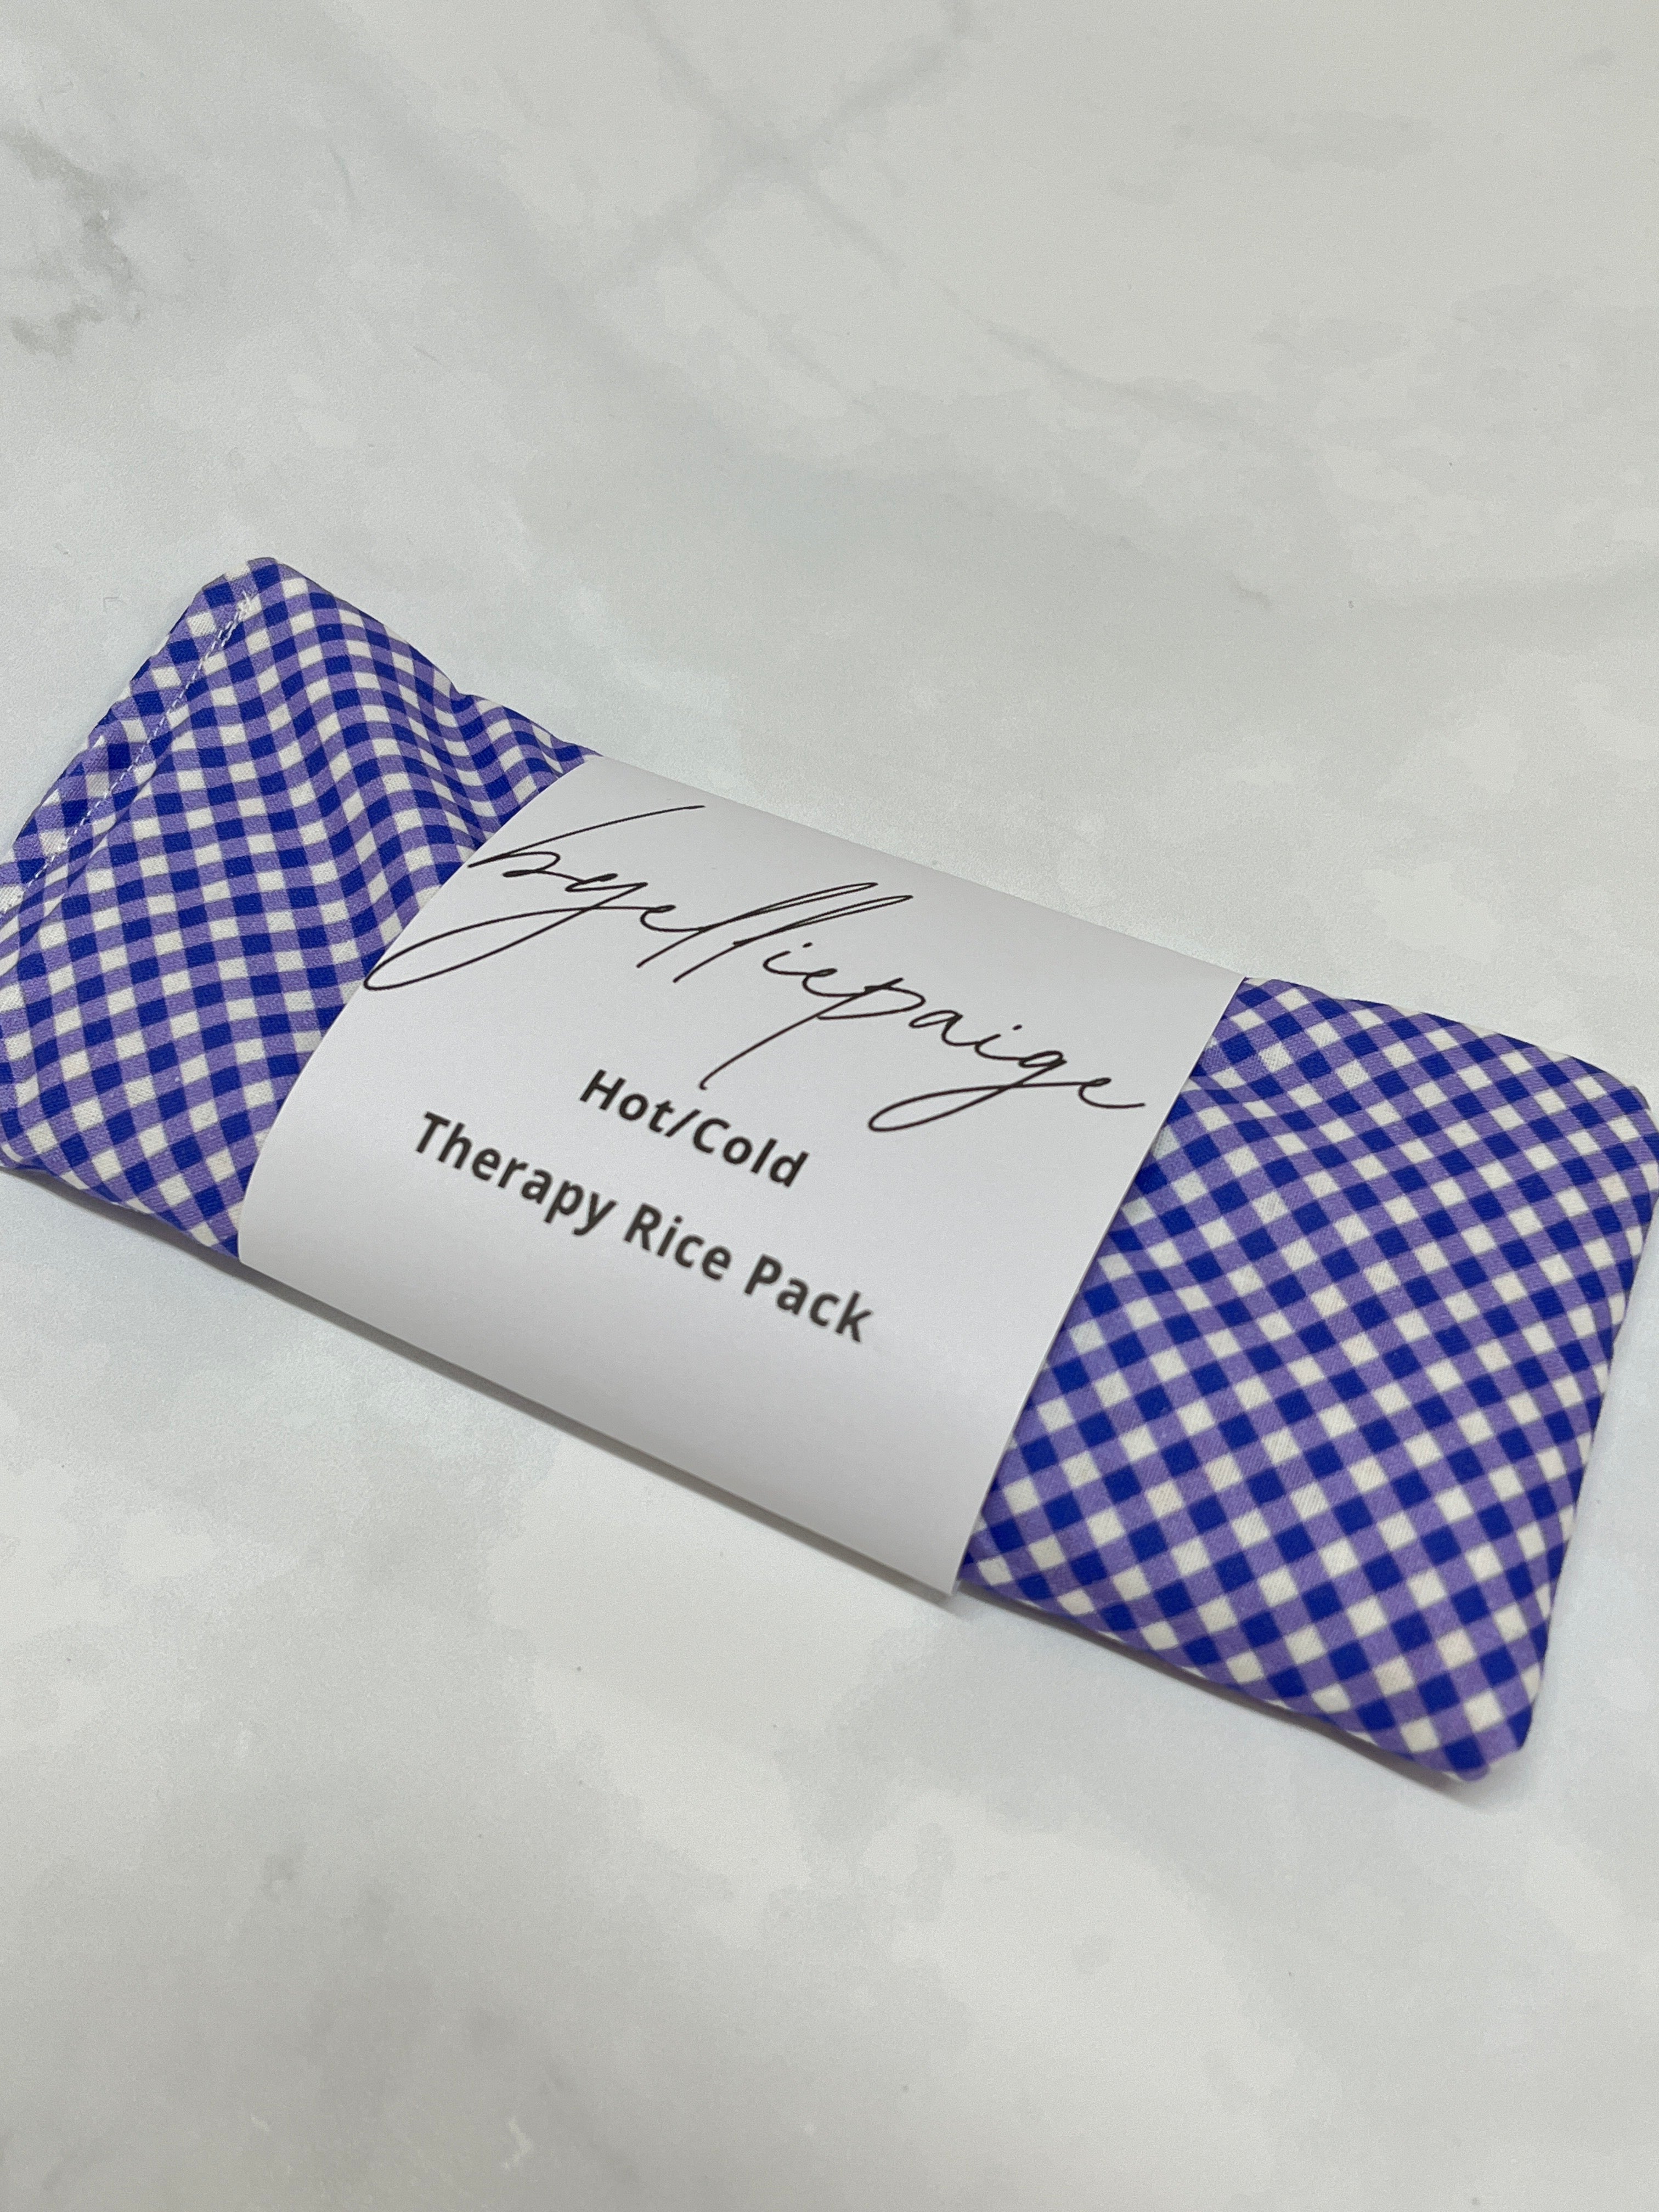 byelliepaige
Hot/Cold
Therapy Rice Pack